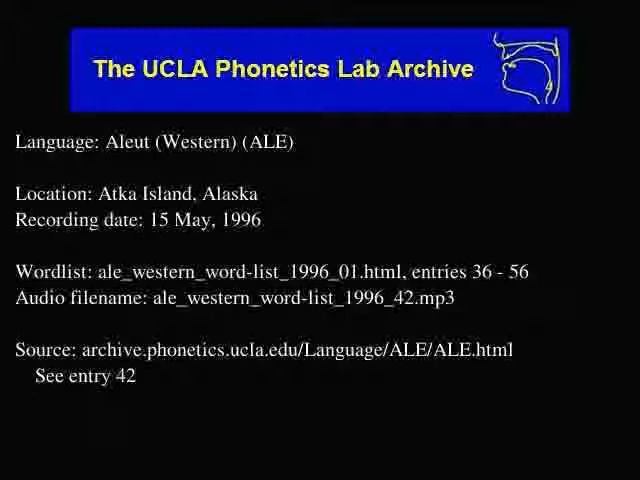 The UCLA Phonetics Lab Archive
Language: Aleut (Western) (ALE)
Location: Atka Island, Alaska
Recording date: 15 May, 1996
Wordlist: ale_western_word-list_1996_01.html, entries 36 - 56
Audio filename: ale_western_word-list_1996_42.mp3
Source: archive.phonetics.ucla.edu/Language/ALE/ALE.html
See entry 42